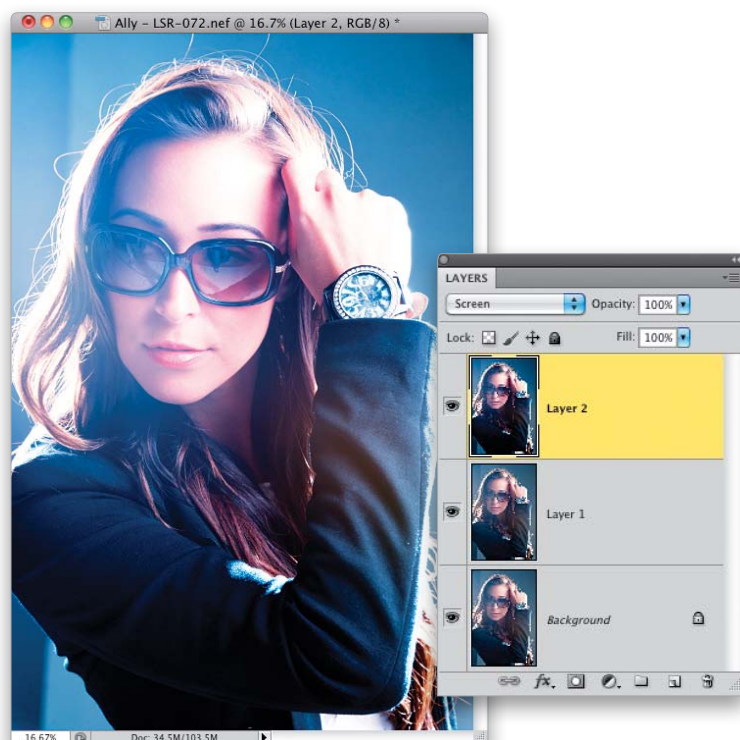 Ally – LSR-072.nef @ 16.7% (Layer 2, RGB/8) *
LAYERS
Screen
Opacity: 100%
Lock:
Fill: 100%
Layer 2
Layer 1
Background
fx.
16.67%
Doc: 34.5M/103.5M